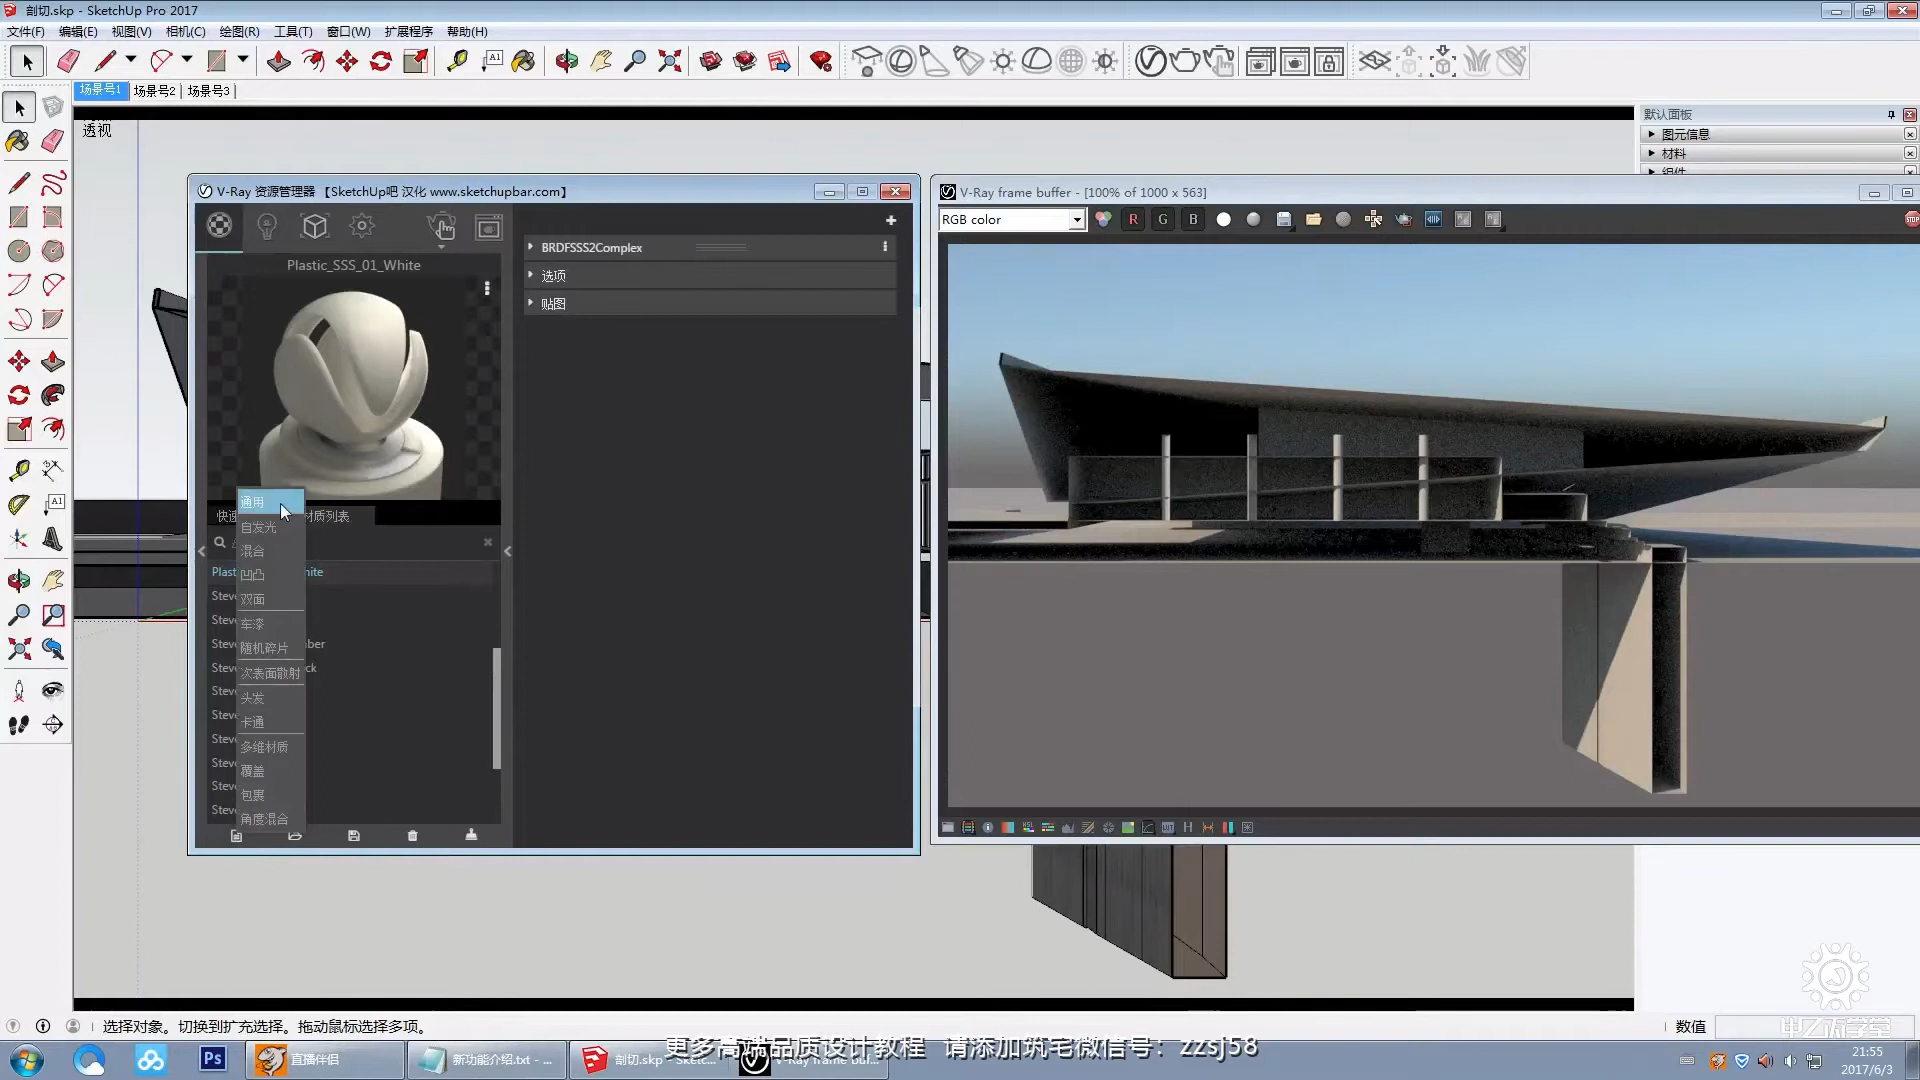 剖切.skp - SketchUp Pro 2017
文件(F) 编辑(E) 视图(V) 相机(C) 绘图(R) 工具(T) 窗口(W) 扩展程序 帮助(H)
场景号1 场景号2 场景号3
透视
默认面板
图元信息
材料
V-Ray 资源管理器 【SketchUp吧 汉化 www.sketchupbar.com】
Plastic_SSS_01_White
BRDFSSS2Complex
选项
贴图
材质列表
通用
自发光
混合
凹凸
双面
车漆
随机碎片
次表面散射
头发
卡通
多维材质
覆盖
包裹
角度混合
V-Ray frame buffer - [100% of 1000 x 563]
RGB color
R G B
STOP
选择对象。切换到扩充选择。拖动鼠标选择多项。
数值
更多高端品质设计教程 请添加筑宅微信号：zzsj58
Ps
直播伴侣
新功能介绍.txt - ...
剖切.skp - Sketc...
V-Ray frame buf...
21:55
2017/6/3